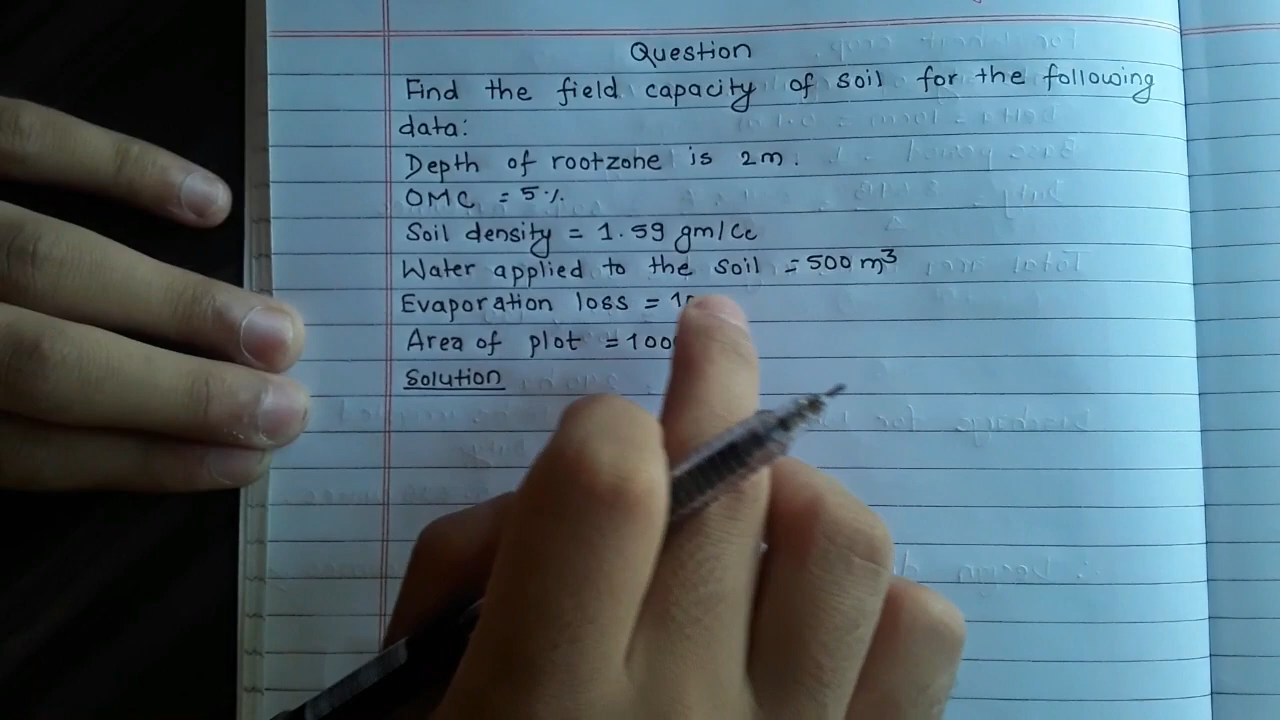 Question
Find the field capacity of soil for the following
data:
Depth of rootzone is 2m.
OMC = 5%
Soil density = 1.59 gm/cc
Water applied to the soil = 500 m³
Evaporation loss =
Area of plot =
Solution